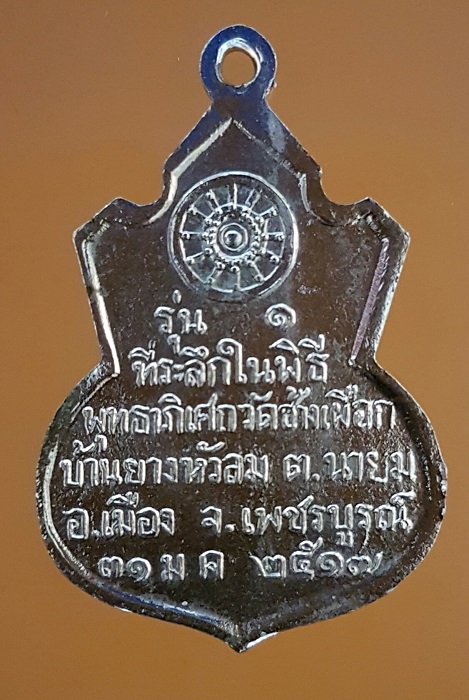 รุ่น ๑
ที่ระลึกในพิธี
พุทธาภิเศกวัดช้างเผือก
บ้านยางหัวลม ต.นายม
อ.เมือง จ.เพชรบูรณ์
๓๑ ม ค ๒๕๑๗